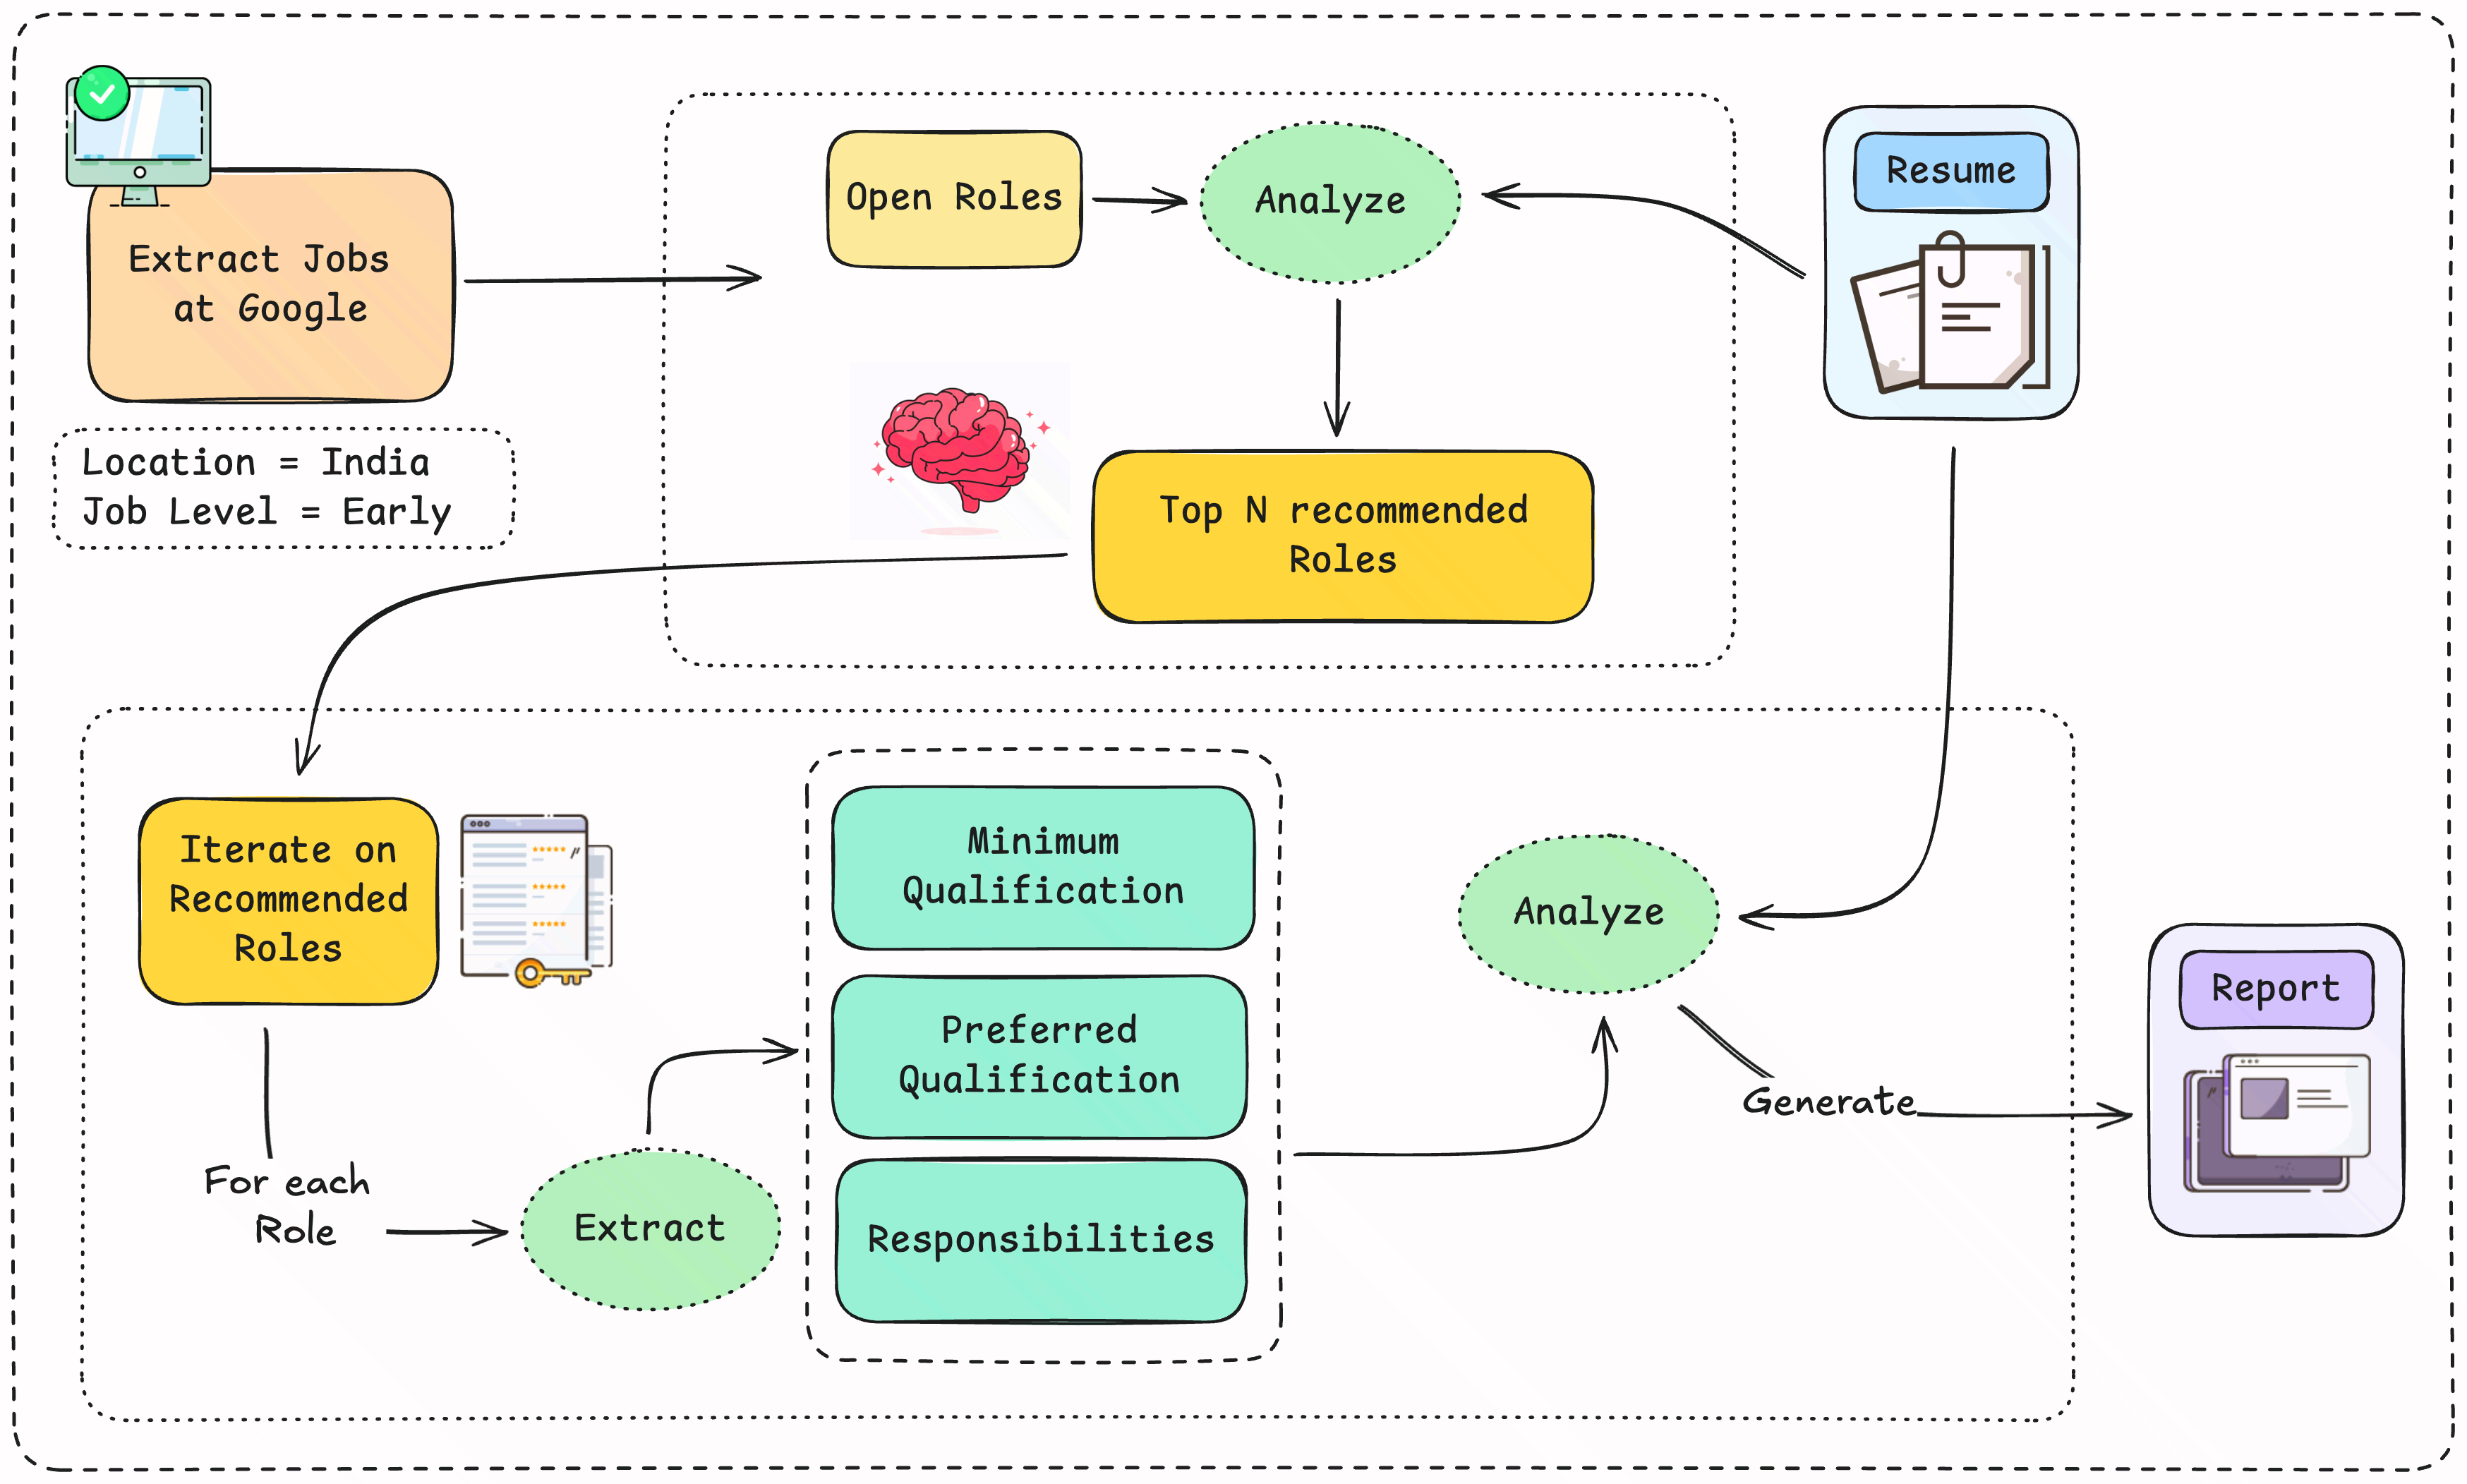 Extract Jobs
at Google
Location = India
Job Level = Early
Open Roles
Analyze
Resume
Top N recommended
Roles
Iterate on
Recommended
Roles
For each
Role
Extract
Minimum
Qualification
Preferred
Qualification
Responsibilities
Analyze
Generate
Report